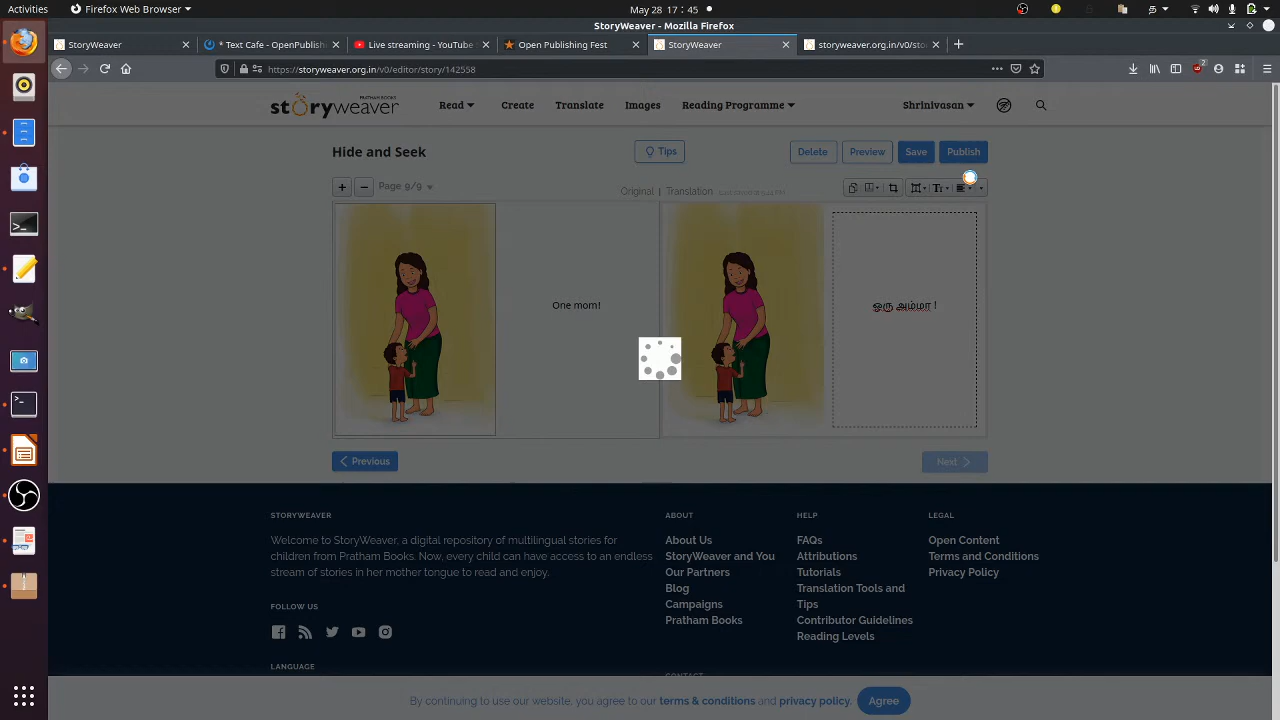 Activities
Firefox Web Browser
May 28 17:45
StoryWeaver - Mozilla Firefox
StoryWeaver
* Text Cafe - OpenPublish
Live streaming - YouTube
Open Publishing Fest
StoryWeaver
storyweaver.org.in/v0/sto
https://storyweaver.org.in/v0/editor/story/142558
PRATHAM BOOKS
storyweaver
Read
Create
Translate
Images
Reading Programme
Shrinivasan
Hide and Seek
Tips
Delete
Preview
Save
Publish
Page 9/9
Original | Translation
One mom!
ஒரு அம்மா !
Previous
Next
STORYWEAVER
Welcome to StoryWeaver, a digital repository of multilingual stories for
children from Pratham Books. Now, every child can have access to an endless
stream of stories in her mother tongue to read and enjoy.
FOLLOW US
LANGUAGE
ABOUT
About Us
StoryWeaver and You
Our Partners
Blog
Campaigns
Pratham Books
CONTACT
HELP
FAQs
Attributions
Tutorials
Translation Tools and
Tips
Contributor Guidelines
Reading Levels
LEGAL
Open Content
Terms and Conditions
Privacy Policy
By continuing to use our website, you agree to our terms & conditions and privacy policy.
Agree